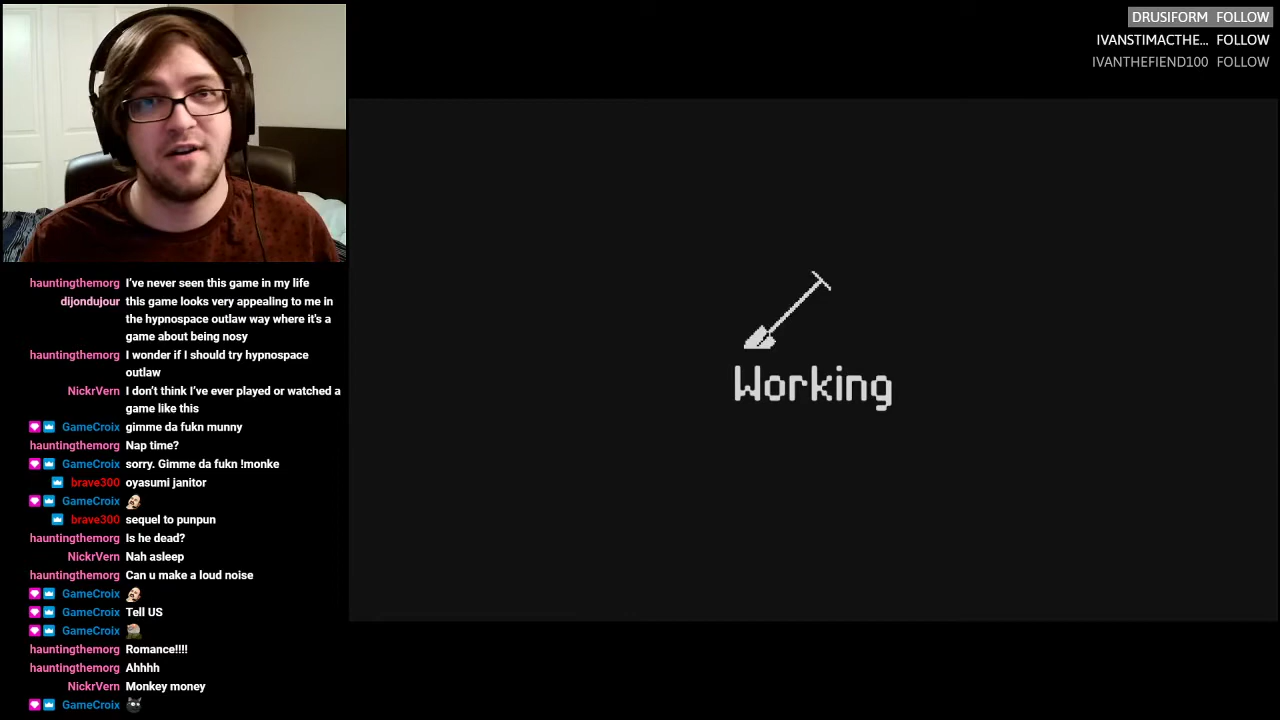 DRUSIFORM FOLLOW
IVANSTIMACTHE... FOLLOW
IVANTHEFIEND100 FOLLOW
hauntingthemorg I've never seen this game in my life
dijondujour this game looks very appealing to me in
the hypnospace outlaw way where it's a
game about being nosy
hauntingthemorg I wonder if I should try hypnospace
outlaw
NickrVern I don't think I've ever played or watched a
game like this
GameCroix gimme da fukn munny
hauntingthemorg Nap time?
GameCroix sorry. Gimme da fukn !monke
brave300 oyasumi janitor
GameCroix
brave300 sequel to punpun
hauntingthemorg Is he dead?
NickrVern Nah asleep
hauntingthemorg Can u make a loud noise
GameCroix
GameCroix Tell US
GameCroix
hauntingthemorg Romance!!!!
hauntingthemorg Ahhhh
NickrVern Monkey money
GameCroix
Working